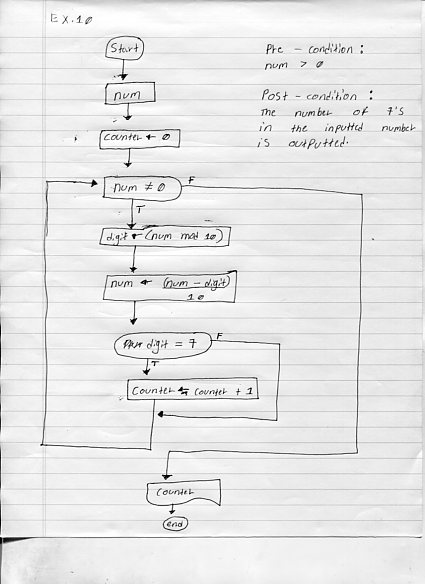 Ex.10
Start
Pre - condition :
num > 0
num
Post - condition :
The number of 7's
in the inputted number
is outputted.
counter ← 0
num ≠ 0
F
T
digit ← (num mod 10)
num ← (num - digit)
10
digit = 7
F
T
Counter ← counter + 1
counter
end